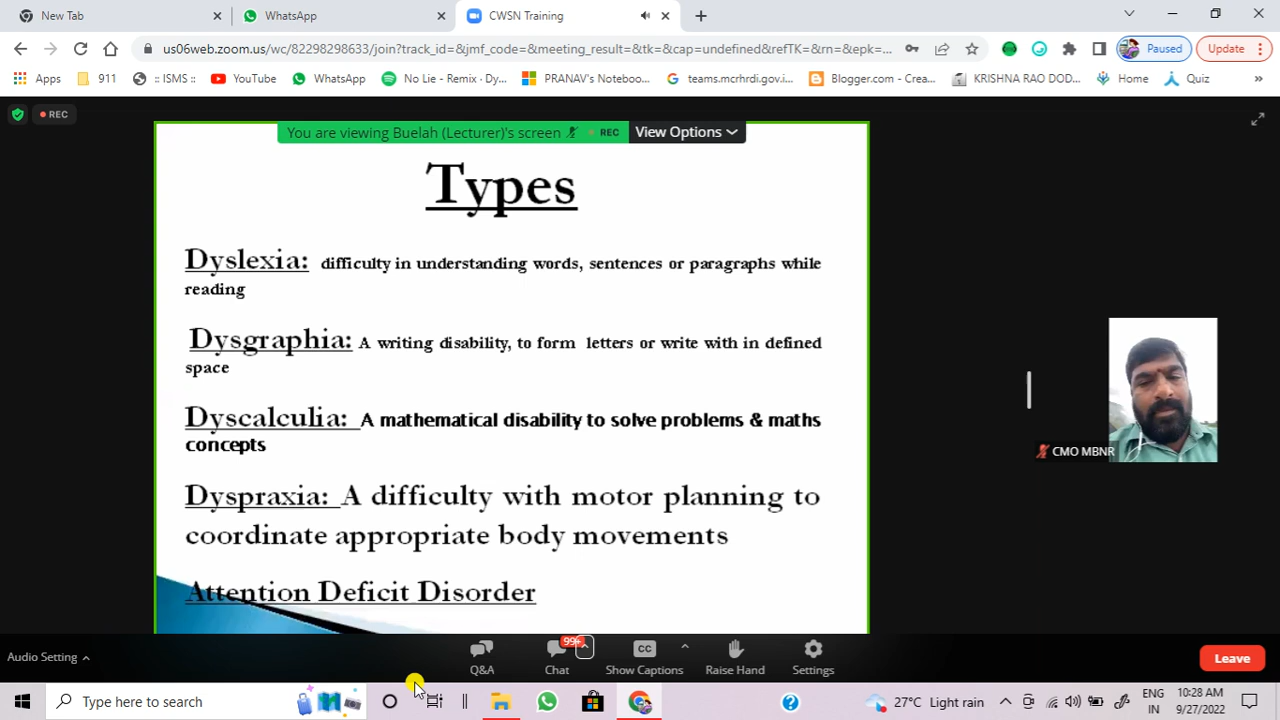 New Tab
WhatsApp
CWSN Training
us06web.zoom.us/wc/82298298633/join?track_id=&jmf_code=&meeting_result=&tk=&cap=undefined&refTK=&rn=&epk=...
Paused
Update
Apps
911
:: ISMS ::
YouTube
WhatsApp
No Lie - Remix - Dy...
PRANAV's Noteboo...
teams.mcrhrdi.gov.i...
Blogger.com - Crea...
KRISHNA RAO DOD...
Home
Quiz
»
REC
You are viewing Buelah (Lecturer)'s screen
REC
View Options
Types
Dyslexia: difficulty in understanding words, sentences or paragraphs while
reading
Dysgraphia: A writing disability, to form letters or write with in defined
space
Dyscalculia: A mathematical disability to solve problems & maths
concepts
Dyspraxia: A difficulty with motor planning to
coordinate appropriate body movements
Attention Deficit Disorder
CMO MBNR
Audio Setting
Q&A
99+
Chat
CC
Show Captions
Raise Hand
Settings
Leave
Type here to search
27°C Light rain
ENG
IN
10:28 AM
9/27/2022